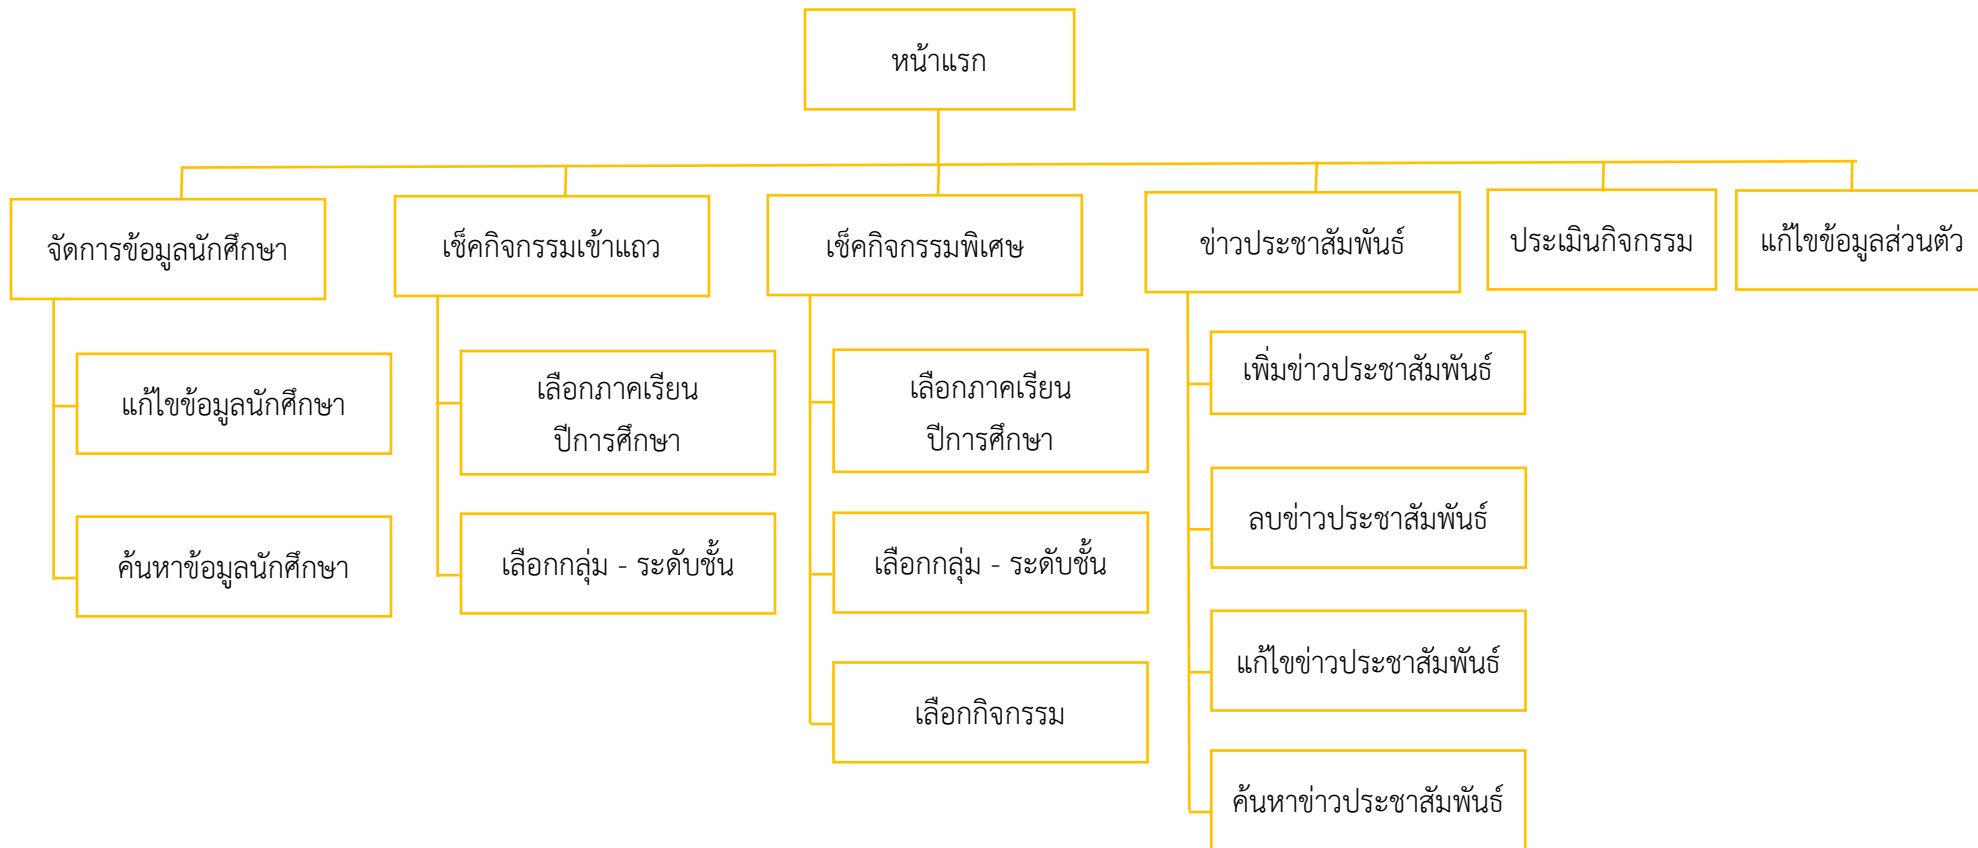 หน้าแรก
จัดการข้อมูลนักศึกษา
เช็คกิจกรรมเข้าแถว
เช็คกิจกรรมพิเศษ
ข่าวประชาสัมพันธ์
ประเมินกิจกรรม
แก้ไขข้อมูลส่วนตัว
แก้ไขข้อมูลนักศึกษา
ค้นหาข้อมูลนักศึกษา
เลือกภาคเรียน
ปีการศึกษา
เลือกกลุ่ม - ระดับชั้น
เลือกภาคเรียน
ปีการศึกษา
เลือกกลุ่ม - ระดับชั้น
เลือกกิจกรรม
เพิ่มข่าวประชาสัมพันธ์
ลบข่าวประชาสัมพันธ์
แก้ไขข่าวประชาสัมพันธ์
ค้นหาข่าวประชาสัมพันธ์